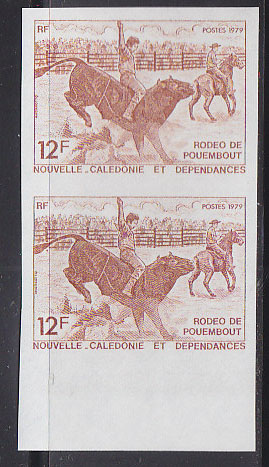 RF POSTES 1979
12F RODEO DE
POUEMBOUT
NOUVELLE-CALEDONIE ET DEPENDANCES
RF POSTES 1979
12F RODEO DE
POUEMBOUT
NOUVELLE-CALEDONIE ET DEPENDANCES